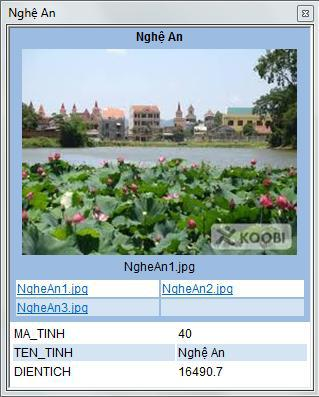 Nghệ An
Nghệ An
KOOBI
NgheAn1.jpg
NgheAn1.jpg NgheAn2.jpg
NgheAn3.jpg
MA_TINH 40
TEN_TINH Nghệ An
DIENTICH 16490.7